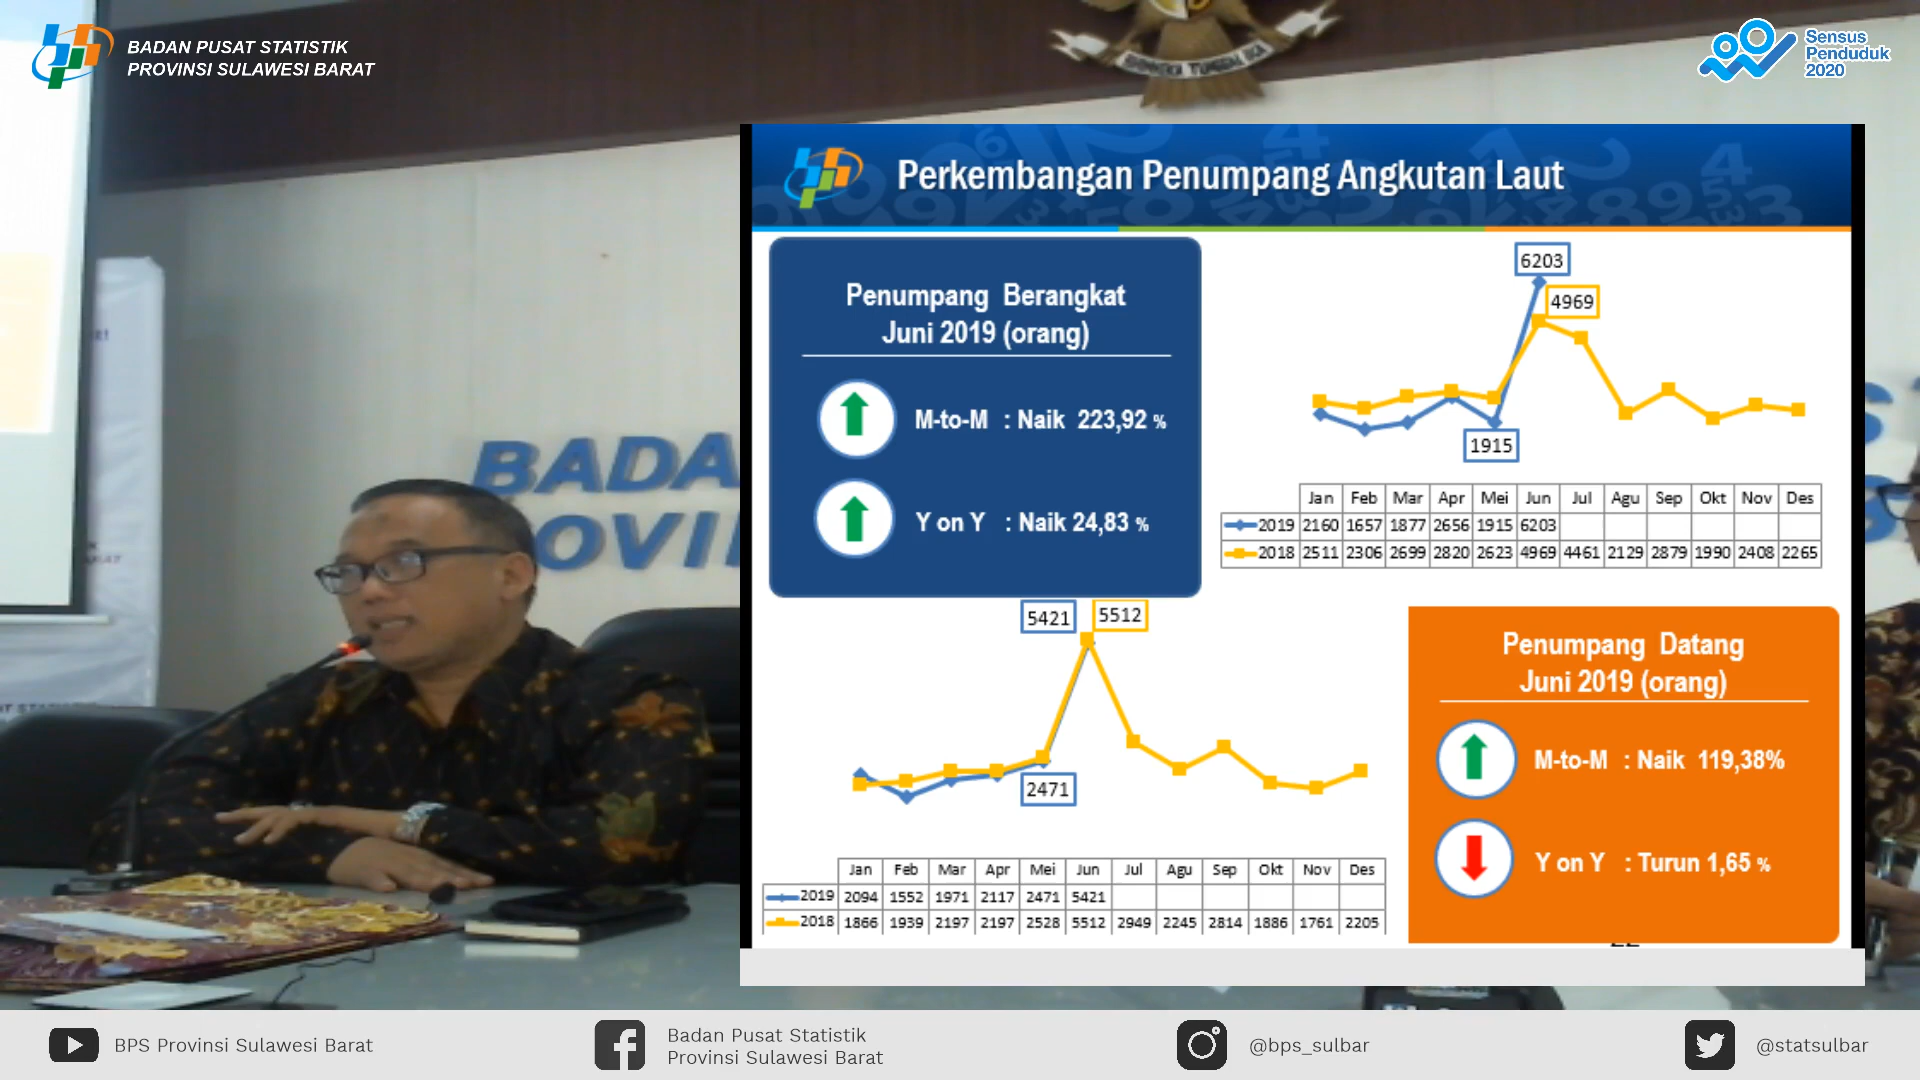 BADAN PUSAT STATISTIK
PROVINSI SULAWESI BARAT
Sensus
Penduduk
2020
Perkembangan Penumpang Angkutan Laut
Penumpang Berangkat
Juni 2019 (orang)
M-to-M : Naik 223,92 %
Y on Y : Naik 24,83 %
6203
4969
1915
Jan Feb Mar Apr Mei Jun Jul Agu Sep Okt Nov Des
2019 2160 1657 1877 2656 1915 6203
2018 2511 2306 2699 2820 2623 4969 4461 2129 2879 1990 2408 2265
5421 5512
2471
Jan Feb Mar Apr Mei Jun Jul Agu Sep Okt Nov Des
2019 2094 1552 1971 2117 2471 5421
2018 1866 1939 2197 2197 2528 5512 2949 2245 2814 1886 1761 2205
Penumpang Datang
Juni 2019 (orang)
M-to-M : Naik 119,38%
Y on Y : Turun 1,65 %
BADA
OVI
BPS Provinsi Sulawesi Barat
Badan Pusat Statistik
Provinsi Sulawesi Barat
@bps_sulbar
@statsulbar